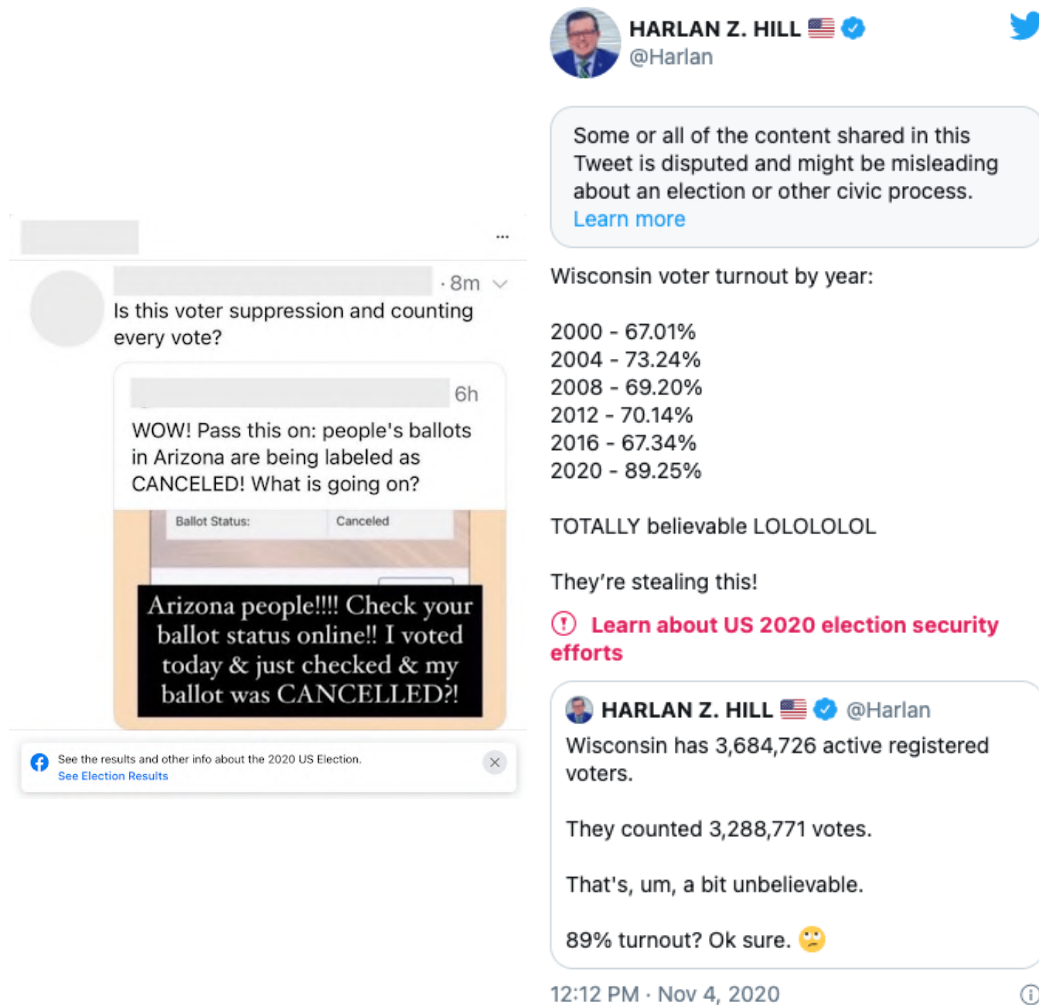 · 8m
Is this voter suppression and counting
every vote?
6h
WOW! Pass this on: people's ballots
in Arizona are being labeled as
CANCELED! What is going on?
Ballot Status: Canceled
Arizona people!!!! Check your
ballot status online!! I voted
today & just checked & my
ballot was CANCELLED?!
See the results and other info about the 2020 US Election.
See Election Results
HARLAN Z. HILL 🇺🇸
@Harlan
Some or all of the content shared in this
Tweet is disputed and might be misleading
about an election or other civic process.
Learn more
Wisconsin voter turnout by year:
2000 - 67.01%
2004 - 73.24%
2008 - 69.20%
2012 - 70.14%
2016 - 67.34%
2020 - 89.25%
TOTALLY believable LOLOLOLOL
They’re stealing this!
Learn about US 2020 election security
efforts
HARLAN Z. HILL 🇺🇸 @Harlan
Wisconsin has 3,684,726 active registered
voters.
They counted 3,288,771 votes.
That's, um, a bit unbelievable.
89% turnout? Ok sure. 🙄
12:12 PM · Nov 4, 2020